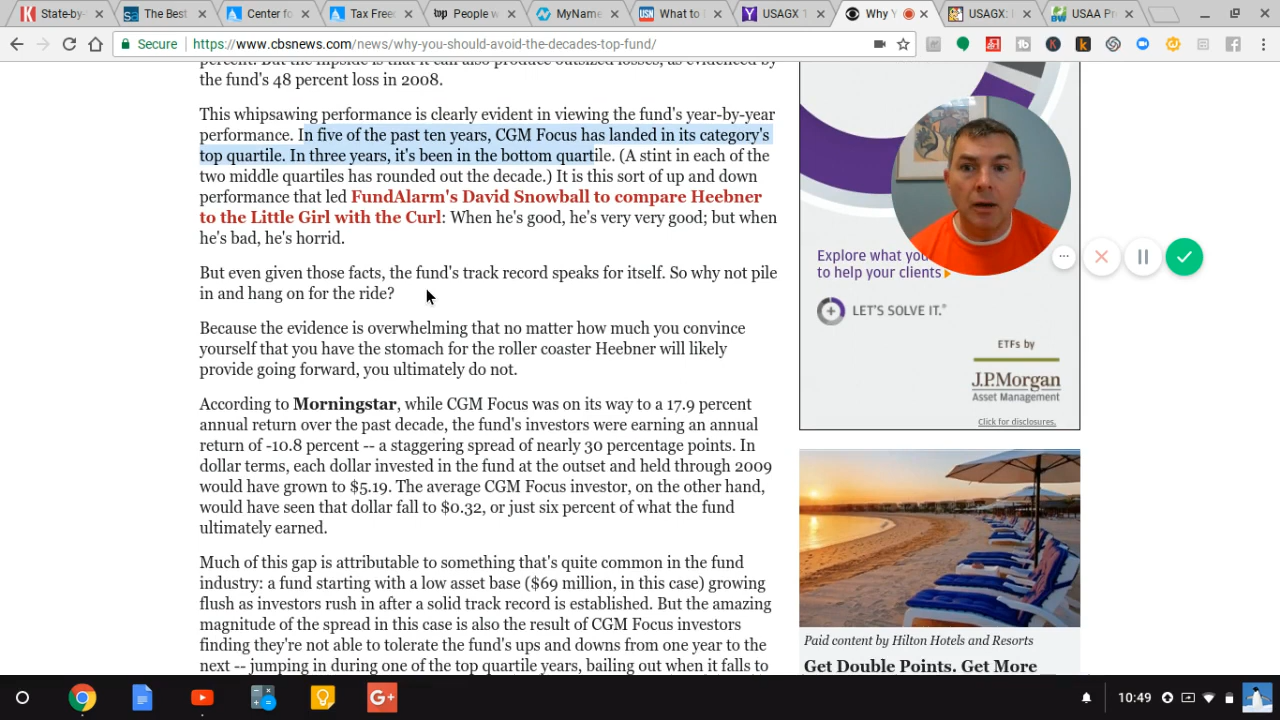 State-by-
The Best
Center fo
Tax Free
People w
MyName
What to
USAGX
Why
USAGX:
USAA Pr
Secure
https://www.cbsnews.com/news/why-you-should-avoid-the-decades-top-fund/
percent. But the flipside is that it can also produce outsized losses, as evidenced by
the fund's 48 percent loss in 2008.
This whipsawing performance is clearly evident in viewing the fund's year-by-year
performance. In five of the past ten years, CGM Focus has landed in its category's
top quartile. In three years, it's been in the bottom quartile. (A stint in each of the
two middle quartiles has rounded out the decade.) It is this sort of up and down
performance that led FundAlarm's David Snowball to compare Heebner
to the Little Girl with the Curl: When he's good, he's very very good; but when
he's bad, he's horrid.
But even given those facts, the fund's track record speaks for itself. So why not pile
in and hang on for the ride?
Because the evidence is overwhelming that no matter how much you convince
yourself that you have the stomach for the roller coaster Heebner will likely
provide going forward, you ultimately do not.
According to Morningstar, while CGM Focus was on its way to a 17.9 percent
annual return over the past decade, the fund's investors were earning an annual
return of -10.8 percent -- a staggering spread of nearly 30 percentage points. In
dollar terms, each dollar invested in the fund at the outset and held through 2009
would have grown to $5.19. The average CGM Focus investor, on the other hand,
would have seen that dollar fall to $0.32, or just six percent of what the fund
ultimately earned.
Much of this gap is attributable to something that's quite common in the fund
industry: a fund starting with a low asset base ($69 million, in this case) growing
flush as investors rush in after a solid track record is established. But the amazing
magnitude of the spread in this case is also the result of CGM Focus investors
finding they're not able to tolerate the fund's ups and downs from one year to the
next -- jumping in during one of the top quartile years, bailing out when it falls to
Explore what you
to help your clients
LET'S SOLVE IT.®
ETFs by
J.P.Morgan
Asset Management
Click for disclosures.
Paid content by Hilton Hotels and Resorts
Get Double Points. Get More
10:49